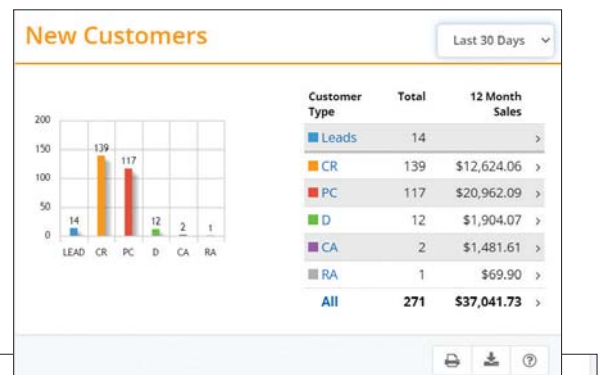 New Customers
Last 30 Days
200
150
100
50
0
14
139
117
12
2
1
LEAD CR PC D CA RA
Customer Type Total 12 Month Sales
Leads 14
CR 139 $12,624.06
PC 117 $20,962.09
D 12 $1,904.07
CA 2 $1,481.61
RA 1 $69.90
All 271 $37,041.73